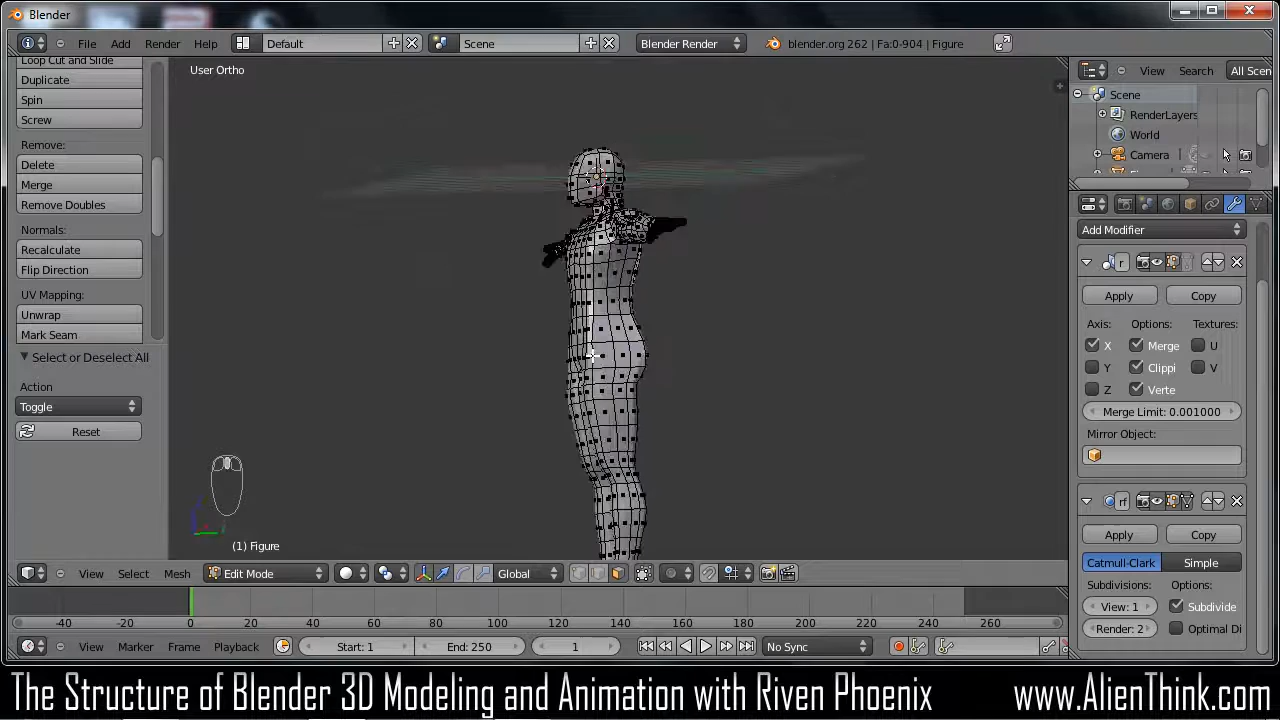 Blender
File Add Render Help Default Scene Blender Render blender.org 262 | Fa:0-904 | Figure
Loop Cut and Slide
Duplicate
Spin
Screw
Remove:
Delete
Merge
Remove Doubles
Normals:
Recalculate
Flip Direction
UV Mapping:
Unwrap
Mark Seam
Select or Deselect All
Action
Toggle
Reset
User Ortho
(1) Figure
View Search All Scen
Scene
RenderLayers
World
Camera
Add Modifier
r
Apply Copy
Axis: Options: Textures:
X Merge U
Y Clippi V
Z Verte
Merge Limit: 0.001000
Mirror Object:
rf
Apply Copy
Catmull-Clark Simple
Subdivisions: Options:
View: 1 Subdivide
Render: 2 Optimal Di
View Select Mesh Edit Mode Global
-40 -20 0 20 40 60 80 100 120 140 160 180 200 220 240 260
View Marker Frame Playback Start: 1 End: 250 1 No Sync
The Structure of Blender 3D Modeling and Animation with Riven Phoenix www.AlienThink.com